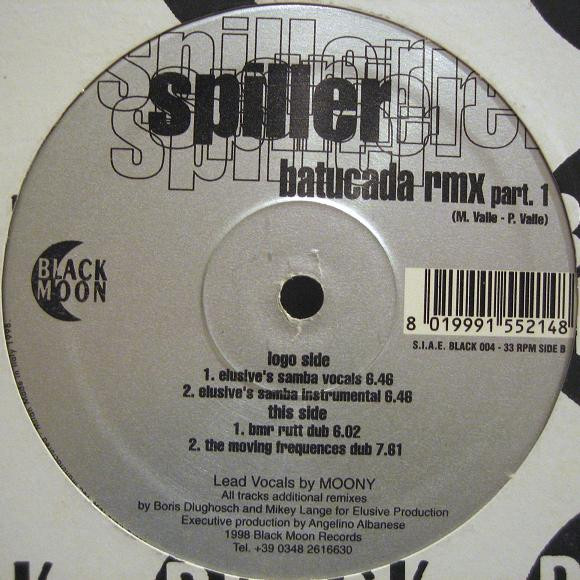 spiller
spiller
spiller
batucada rmx part. 1
(M. Valle - P. Valle)
BLACK
MOON
8 019991 552148
S.I.A.E. BLACK 004 - 33 RPM SIDE B
logo side
1. elusive's samba vocals 6.46
2. elusive's samba instrumental 6.46
this side
1. bmr rutt dub 6.02
2. the moving frequences dub 7.61
Lead Vocals by MOONY
All tracks additional remixes
by Boris Dlughosch and Mikey Lange for Elusive Production
Executive production by Angelino Albanese
1998 Black Moon Records
Tel. +39 0348 2616630